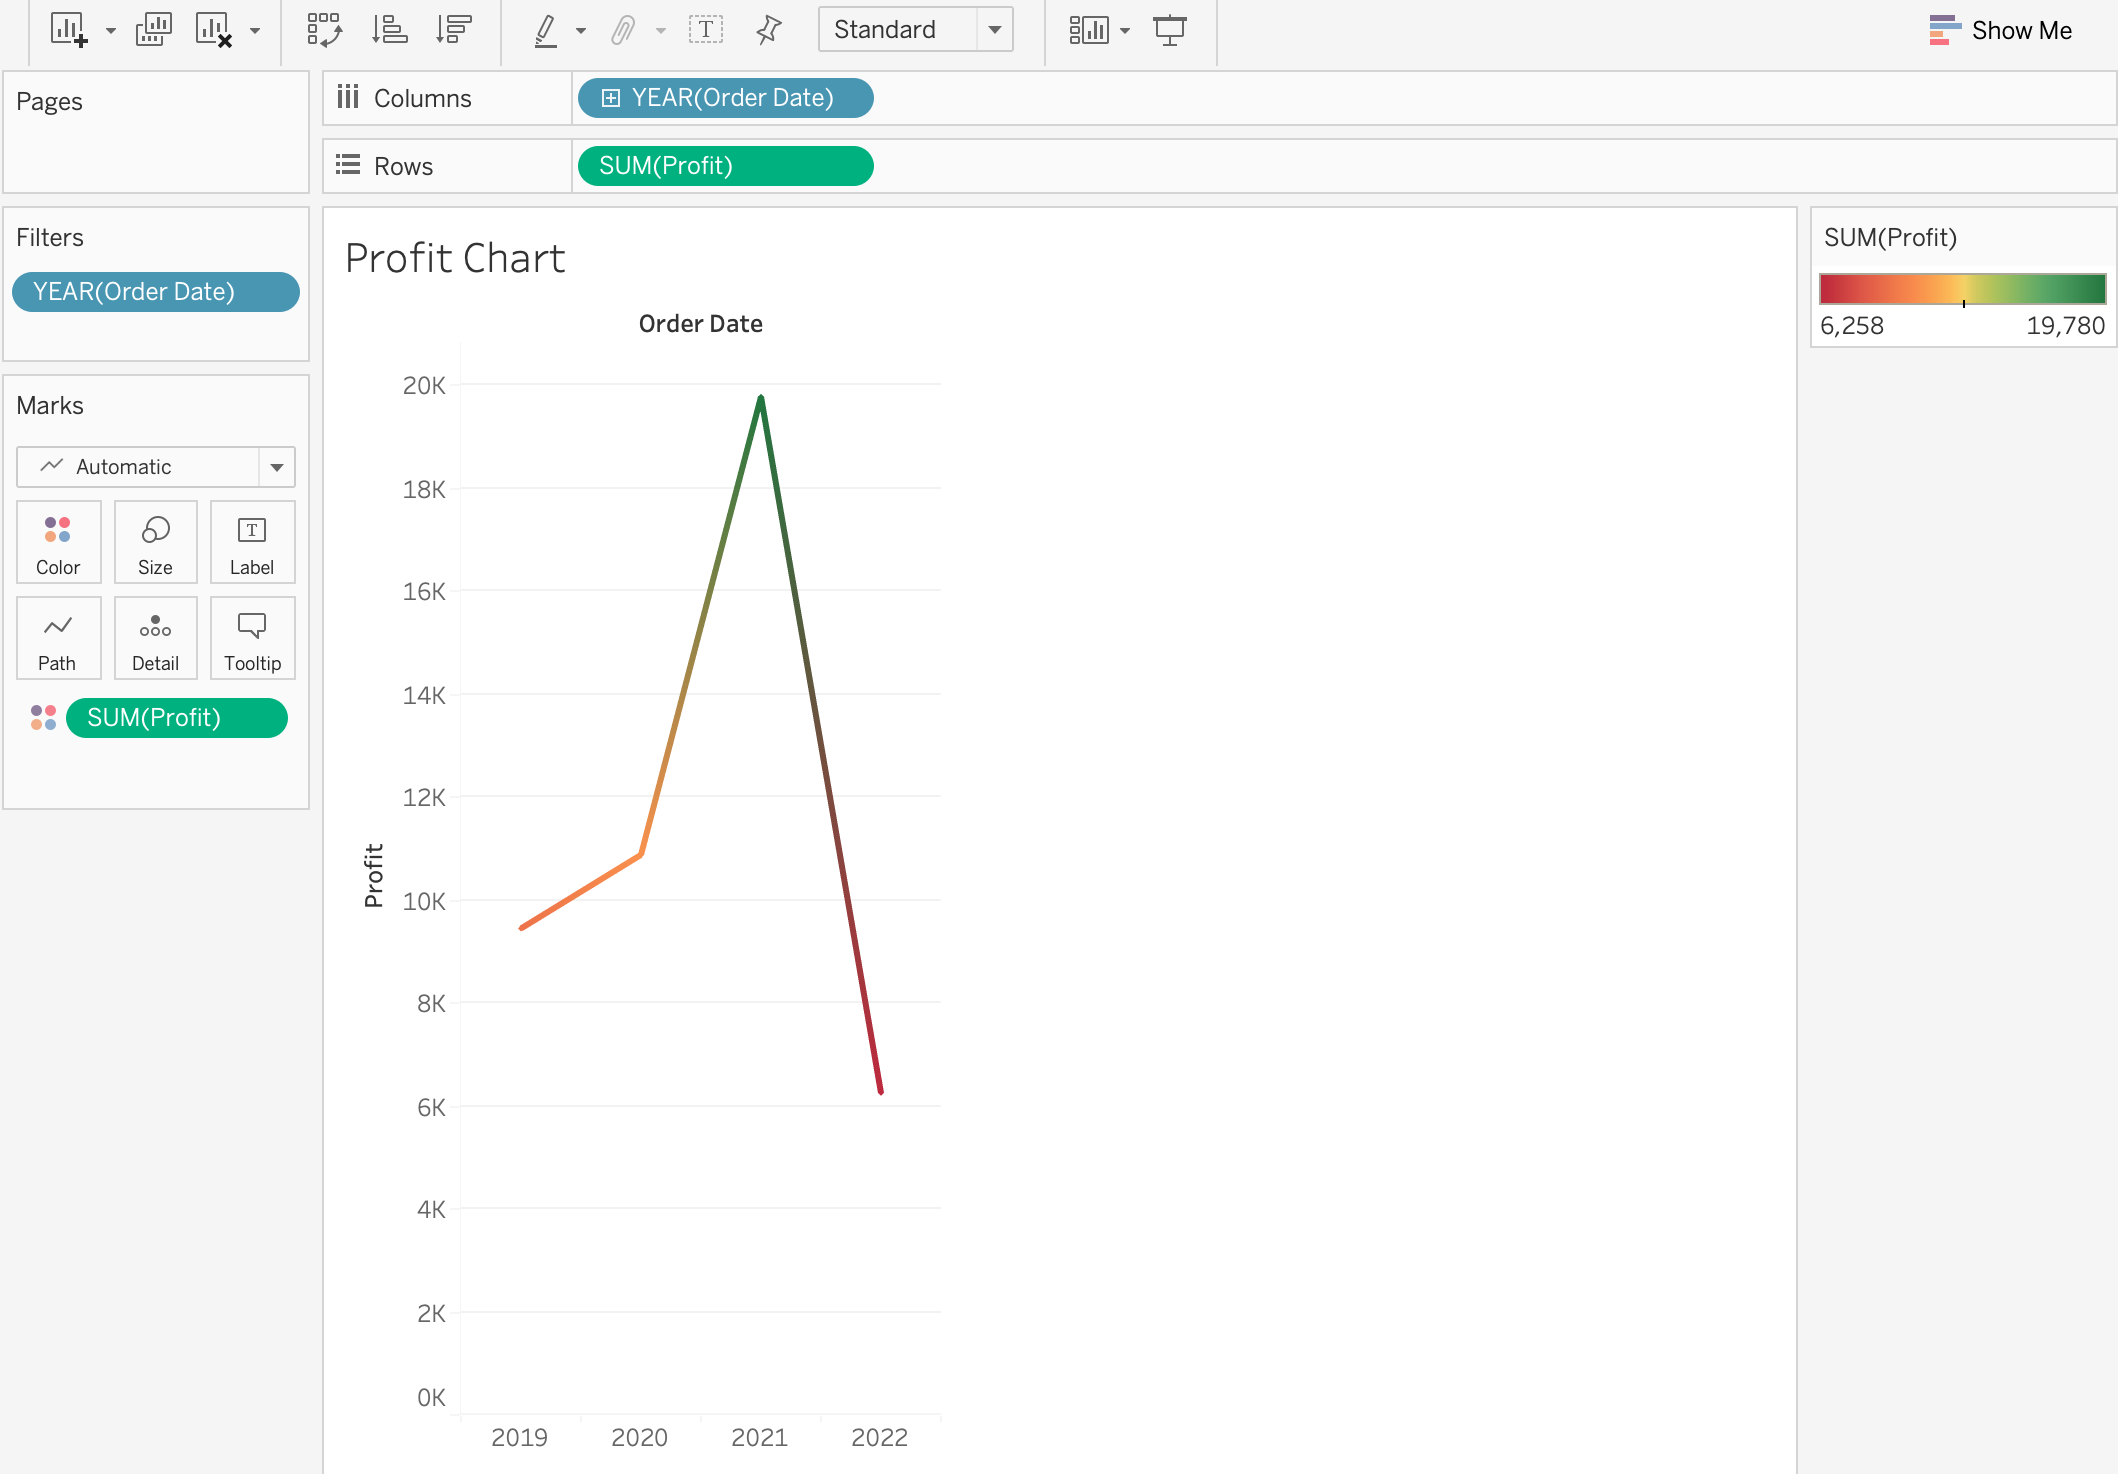 T
Standard
Show Me
Pages
Columns
YEAR(Order Date)
Rows
SUM(Profit)
Filters
YEAR(Order Date)
Marks
Automatic
Color
Size
T
Label
Path
Detail
Tooltip
SUM(Profit)
Profit Chart
Order Date
20K
18K
16K
14K
12K
10K
8K
6K
4K
2K
0K
Profit
2019 2020 2021 2022
SUM(Profit)
6,258 19,780